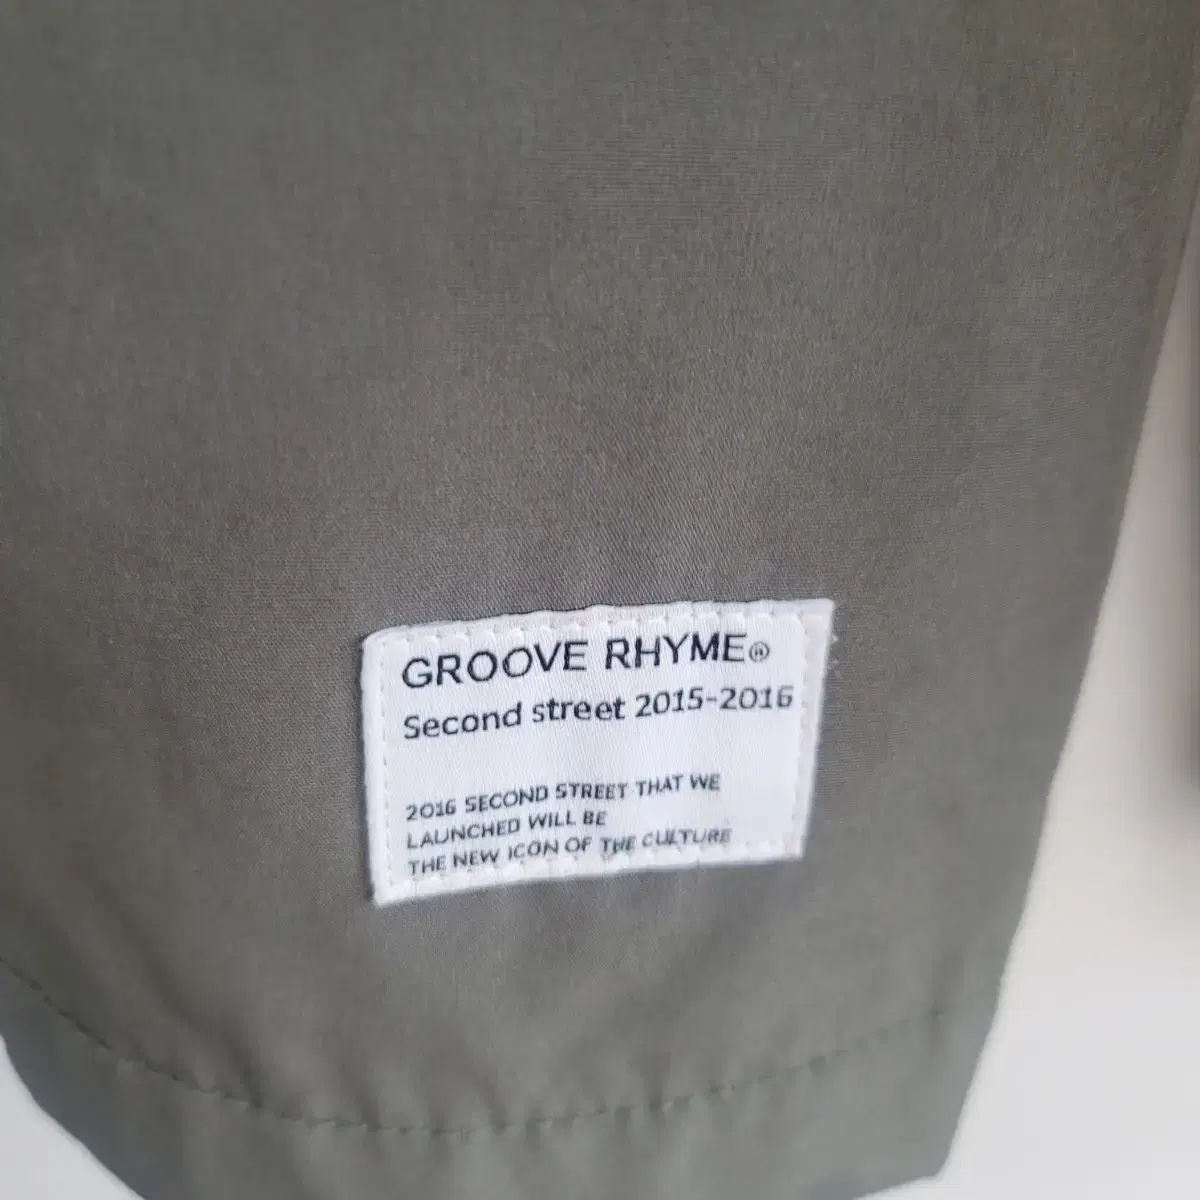 GROOVE RHYME®
Second street 2015-2016
2016 SECOND STREET THAT WE
LAUNCHED WILL BE
THE NEW ICON OF THE CULTURE